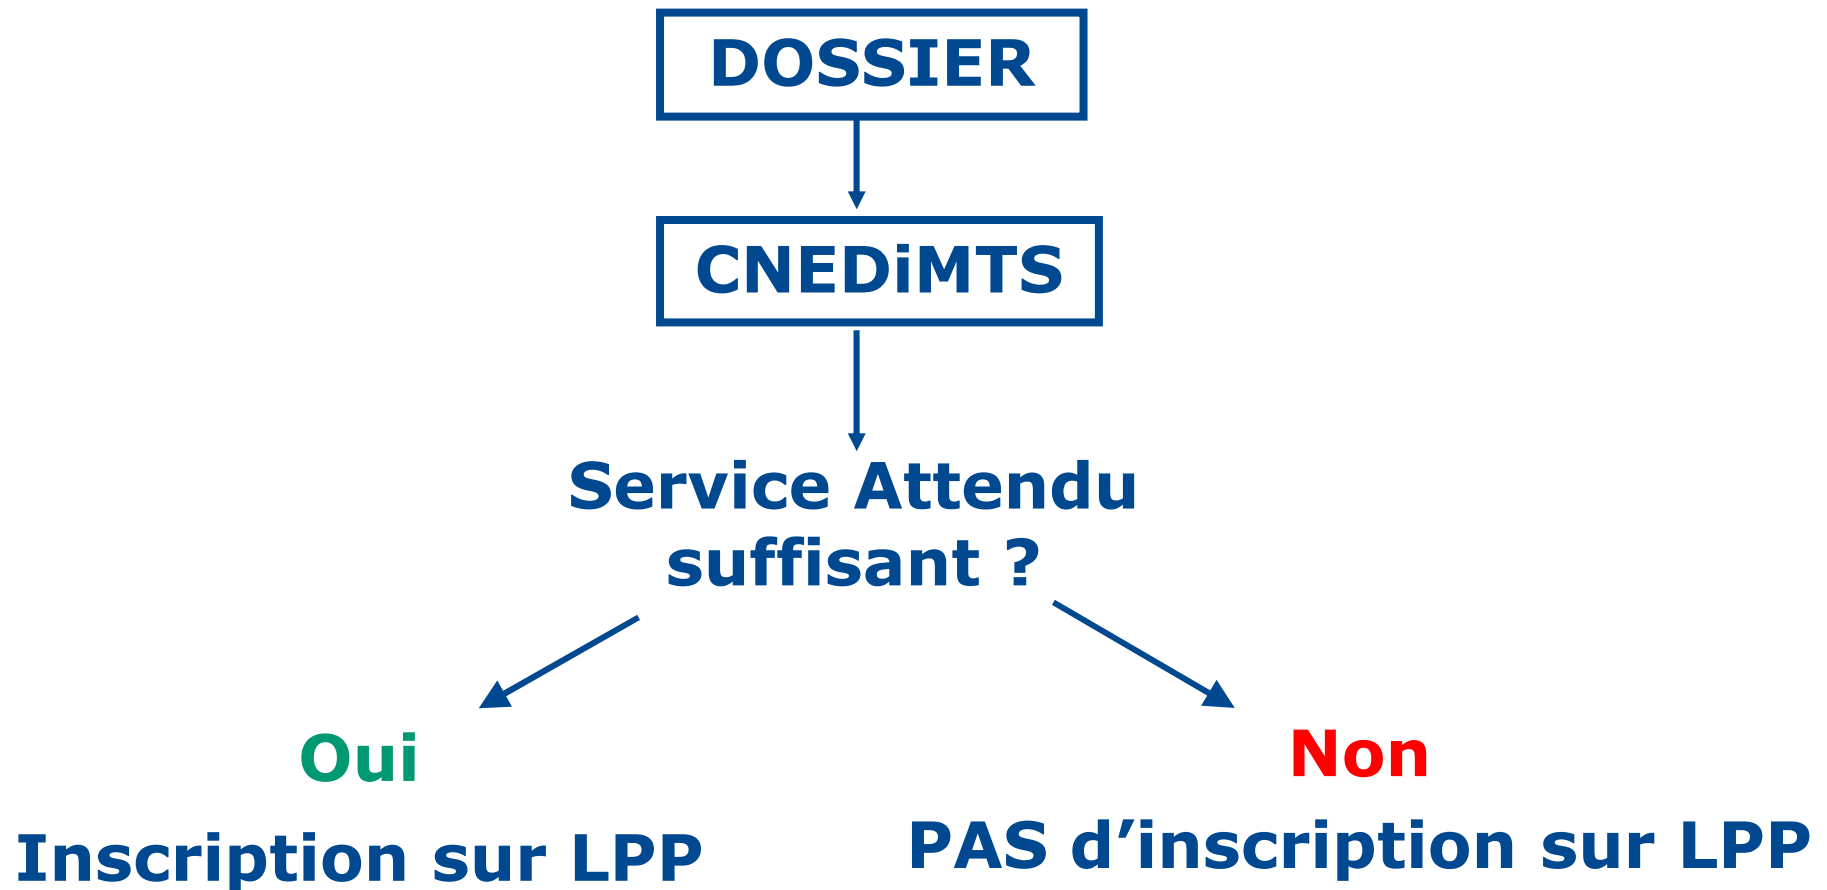 DOSSIER
CNEDiMTS
Service Attendu
suffisant ?
Oui
Inscription sur LPP
Non
PAS d’inscription sur LPP